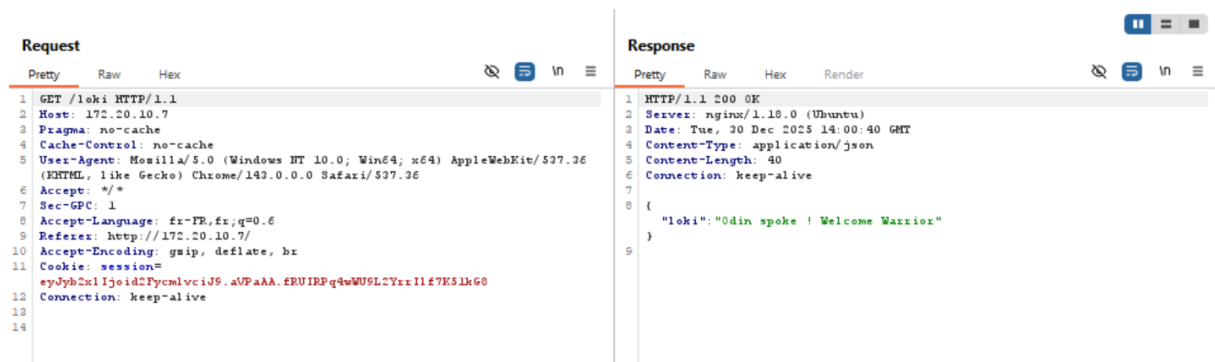 Request
Pretty Raw Hex \n
1 GET /loki HTTP/1.1
2 Host: 172.20.10.7
3 Pragma: no-cache
4 Cache-Control: no-cache
5 User-Agent: Mozilla/5.0 (Windows NT 10.0; Win64; x64) AppleWebKit/537.36
(KHTML, like Gecko) Chrome/143.0.0.0 Safari/537.36
6 Accept: */*
7 Sec-GPC: 1
8 Accept-Language: fr-FR,fr;q=0.6
9 Referer: http://172.20.10.7/
10 Accept-Encoding: gzip, deflate, br
11 Cookie: session=
eyJyb2xlIjoid2FycmlvciJ9.aVPaAA.fRUIRPq4wWU9L2YrrIlf7K5lkG8
12 Connection: keep-alive
13
14
Response
Pretty Raw Hex Render \n
1 HTTP/1.1 200 OK
2 Server: nginx/1.18.0 (Ubuntu)
3 Date: Tue, 30 Dec 2025 14:00:40 GMT
4 Content-Type: application/json
5 Content-Length: 40
6 Connection: keep-alive
7
8 {
"loki":"Odin spoke ! Welcome Warrior"
}
9